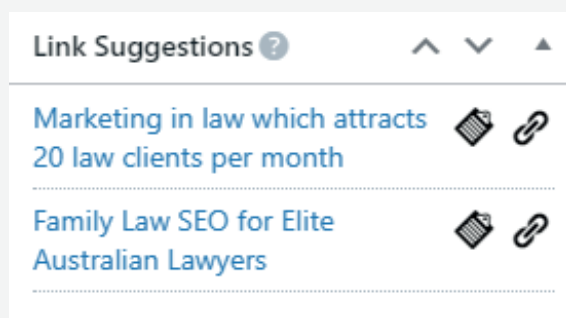 Link Suggestions ?
Marketing in law which attracts
20 law clients per month
Family Law SEO for Elite
Australian Lawyers